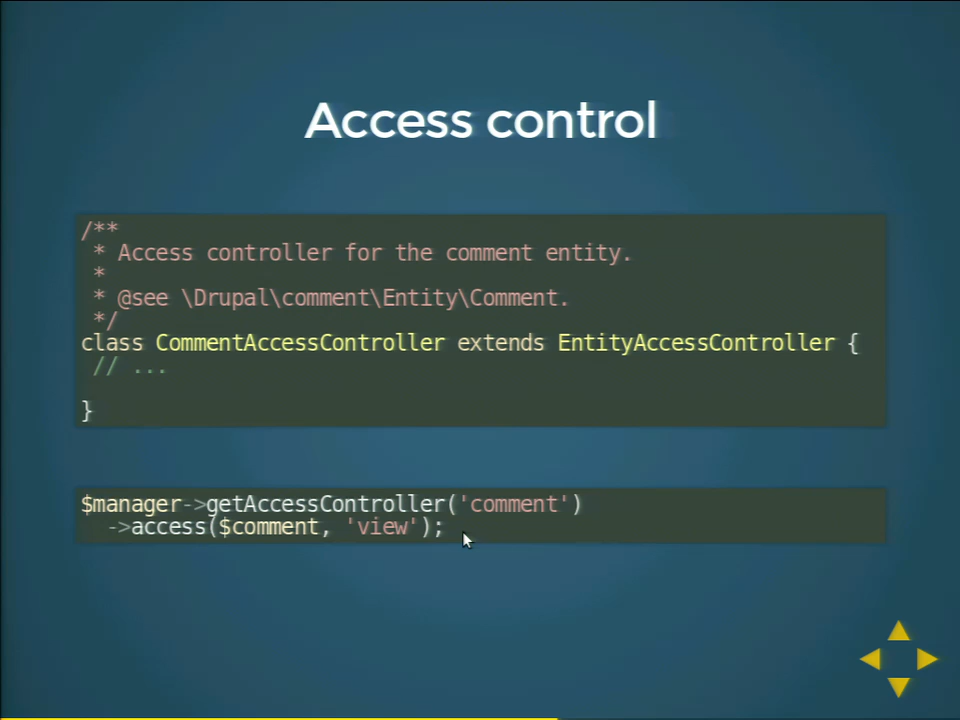 Access control
/**
 * Access controller for the comment entity.
 *
 * @see \Drupal\comment\Entity\Comment.
 */
class CommentAccessController extends EntityAccessController {
 // ...
}
$manager->getAccessController('comment')
  ->access($comment, 'view');